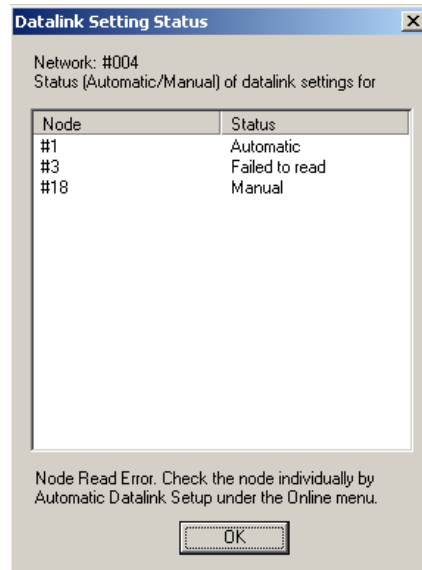 Datalink Setting Status
Network: #004
Status (Automatic/Manual) of datalink settings for
Node Status
#1 Automatic
#3 Failed to read
#18 Manual
Node Read Error. Check the node individually by
Automatic Datalink Setup under the Online menu.
OK